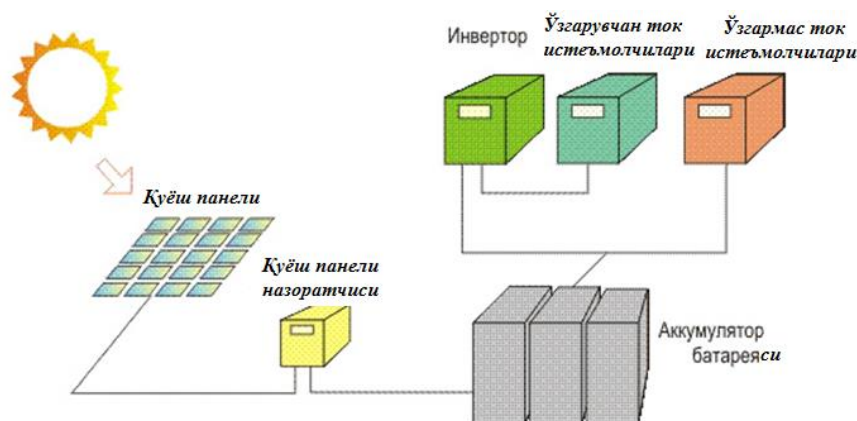 Инвертор
Ўзгарувчан ток
истеъмолчилари
Ўзгармас ток
истеъмолчилари
Қуёш панели
Қуёш панели
назоратчиси
Аккумулятор
батареяси